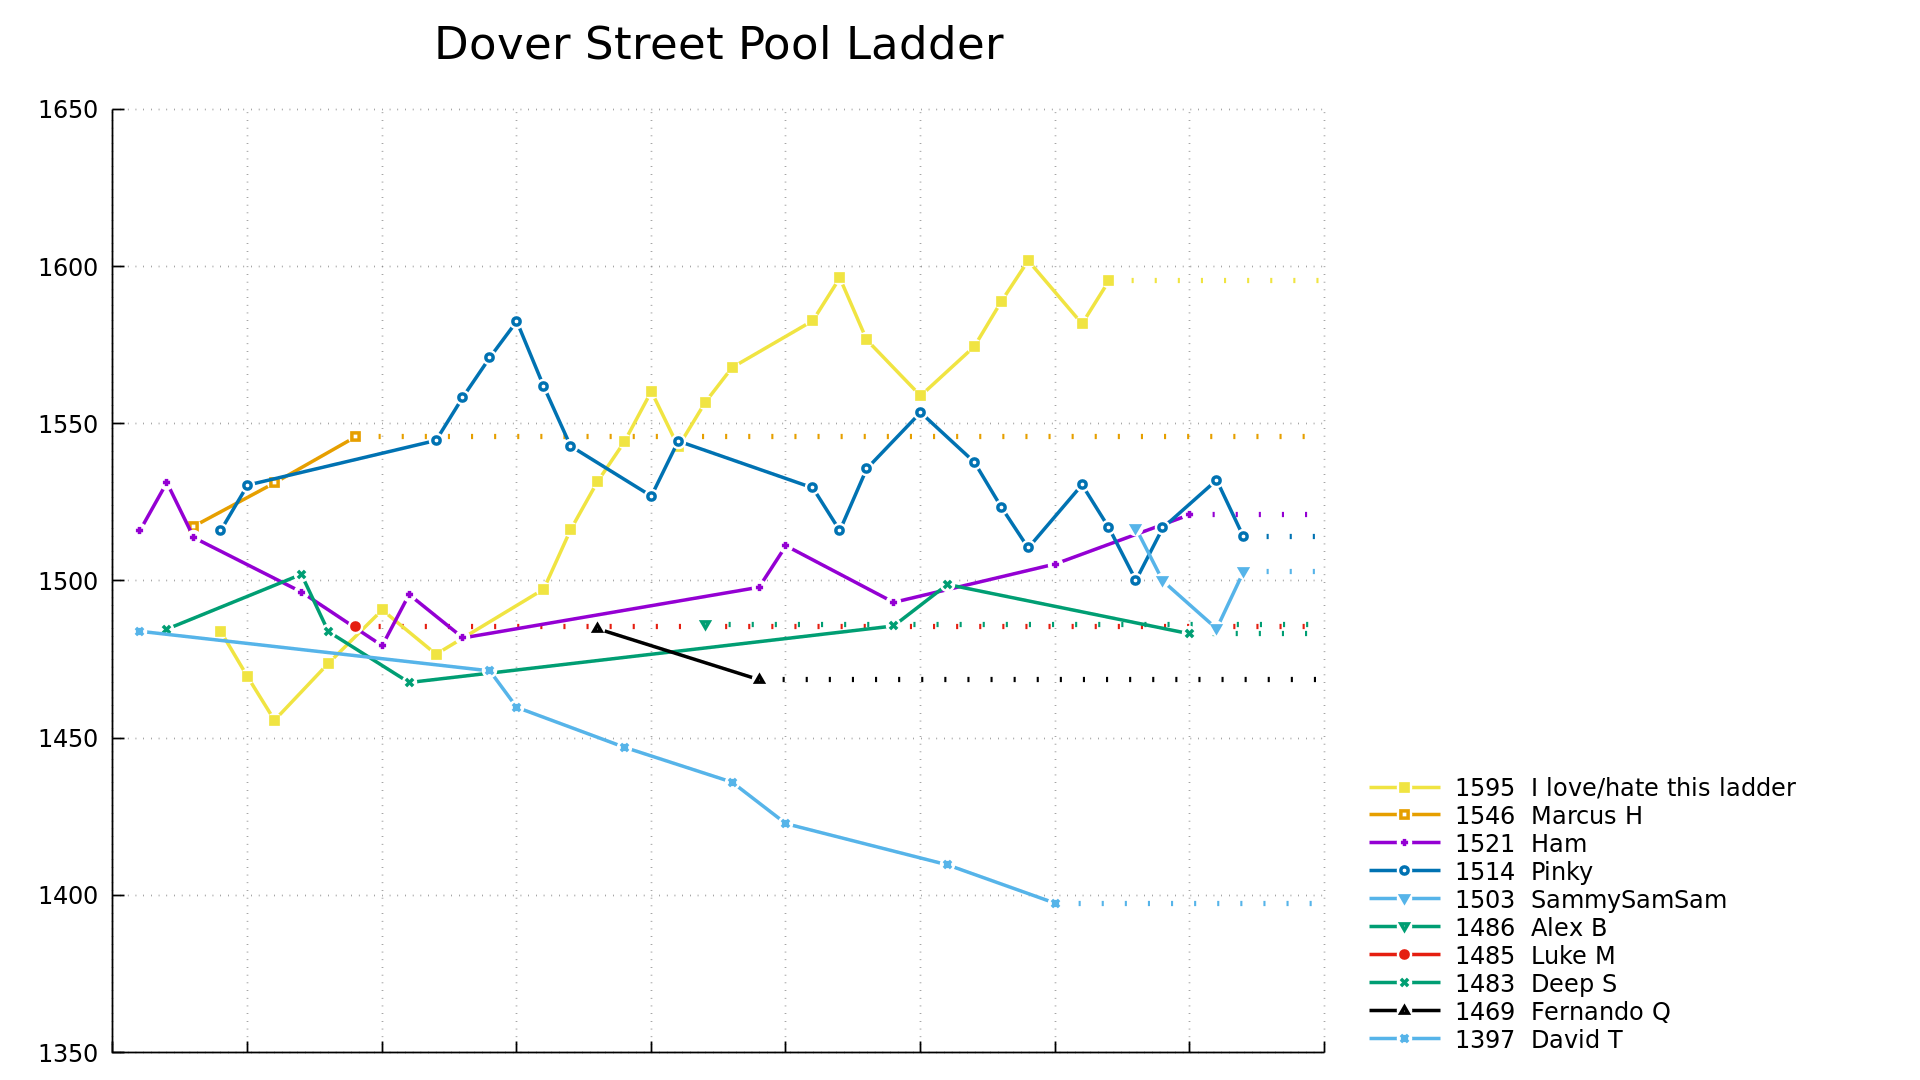 Dover Street Pool Ladder
1650
1600
1550
1500
1450
1400
1350
1595 I love/hate this ladder
1546 Marcus H
1521 Ham
1514 Pinky
1503 SammySamSam
1486 Alex B
1485 Luke M
1483 Deep S
1469 Fernando Q
1397 David T